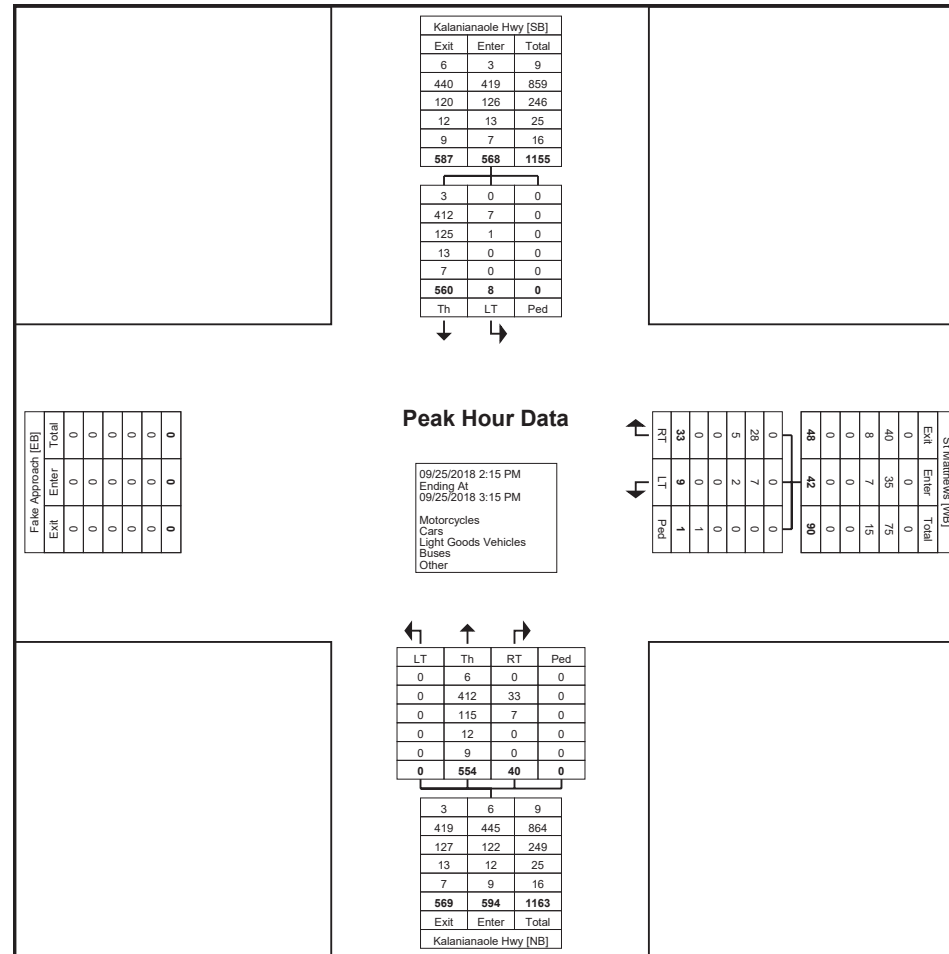 Kalanianaole Hwy [SB]
Exit Enter Total
6 3 9
440 419 859
120 126 246
12 13 25
9 7 16
587 568 1155
3 0 0
412 7 0
125 1 0
13 0 0
7 0 0
560 8 0
Th LT Ped
Fake Approach [EB]
Exit Enter Total
0 0 0
0 0 0
0 0 0
0 0 0
0 0 0
0 0 0
Peak Hour Data
09/25/2018 2:15 PM
Ending At
09/25/2018 3:15 PM
Motorcycles
Cars
Light Goods Vehicles
Buses
Other
St Matthews [WB]
Exit Enter Total
0 0 0
40 35 75
8 7 15
0 0 0
0 0 0
48 42 90
0 0 0
28 7 0
5 2 0
0 0 0
0 0 1
33 9 1
RT LT Ped
LT Th RT Ped
0 6 0 0
0 412 33 0
0 115 7 0
0 12 0 0
0 9 0 0
0 554 40 0
3 6 9
419 445 864
127 122 249
13 12 25
7 9 16
569 594 1163
Exit Enter Total
Kalanianaole Hwy [NB]